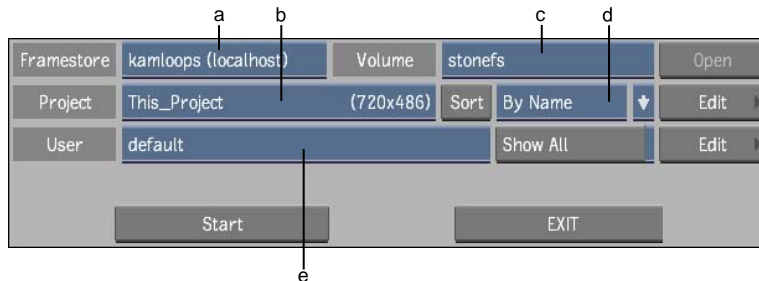 a b c d
Framestore kamloops (localhost) Volume stonefs Open
Project This_Project (720x486) Sort By Name Edit
User default Show All Edit
Start EXIT
e